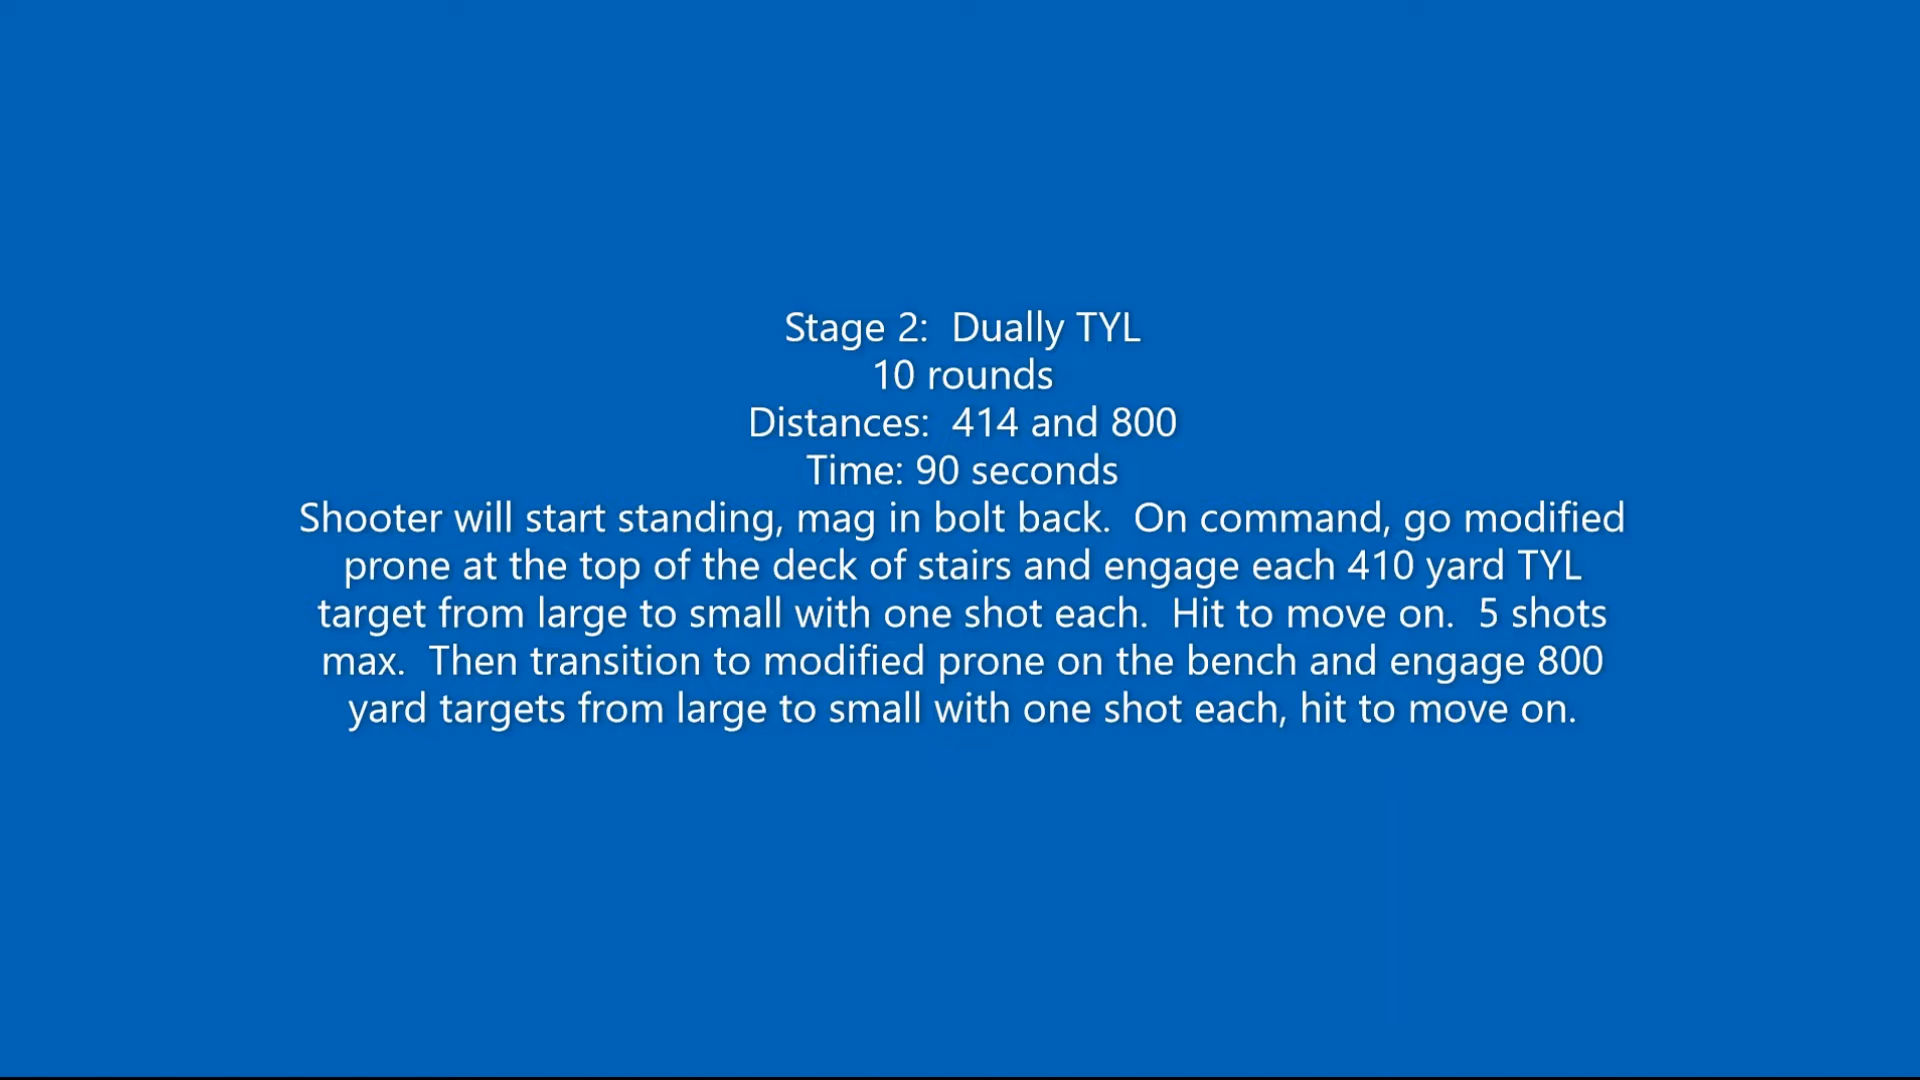 Stage 2:  Dually TYL
10 rounds
Distances:  414 and 800
Time: 90 seconds
Shooter will start standing, mag in bolt back.  On command, go modified
prone at the top of the deck of stairs and engage each 410 yard TYL
target from large to small with one shot each.  Hit to move on.  5 shots
max.  Then transition to modified prone on the bench and engage 800
yard targets from large to small with one shot each, hit to move on.